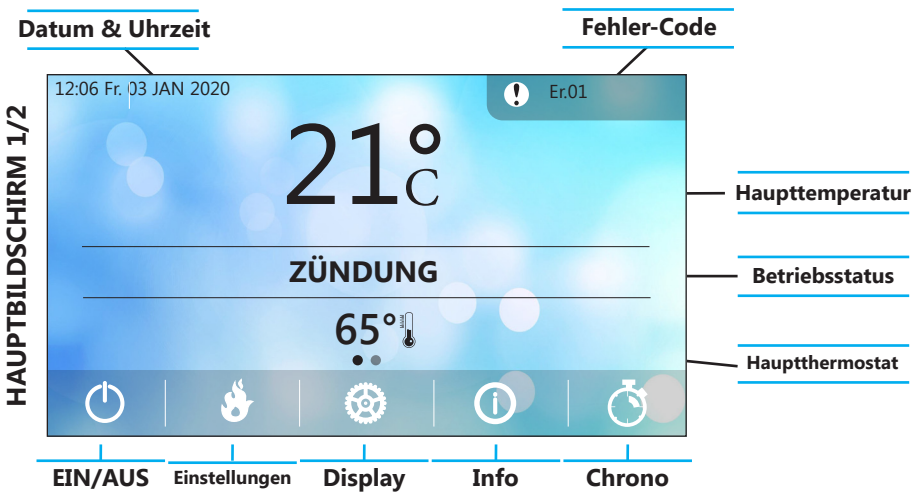 Datum & Uhrzeit
Fehler-Code
HAUPTBILDSCHIRM 1/2
12:06 Fr. 03 JAN 2020
Er.01
21°C
Haupttemperatur
ZÜNDUNG
Betriebsstatus
65°
Hauptthermostat
EIN/AUS
Einstellungen
Display
Info
Chrono